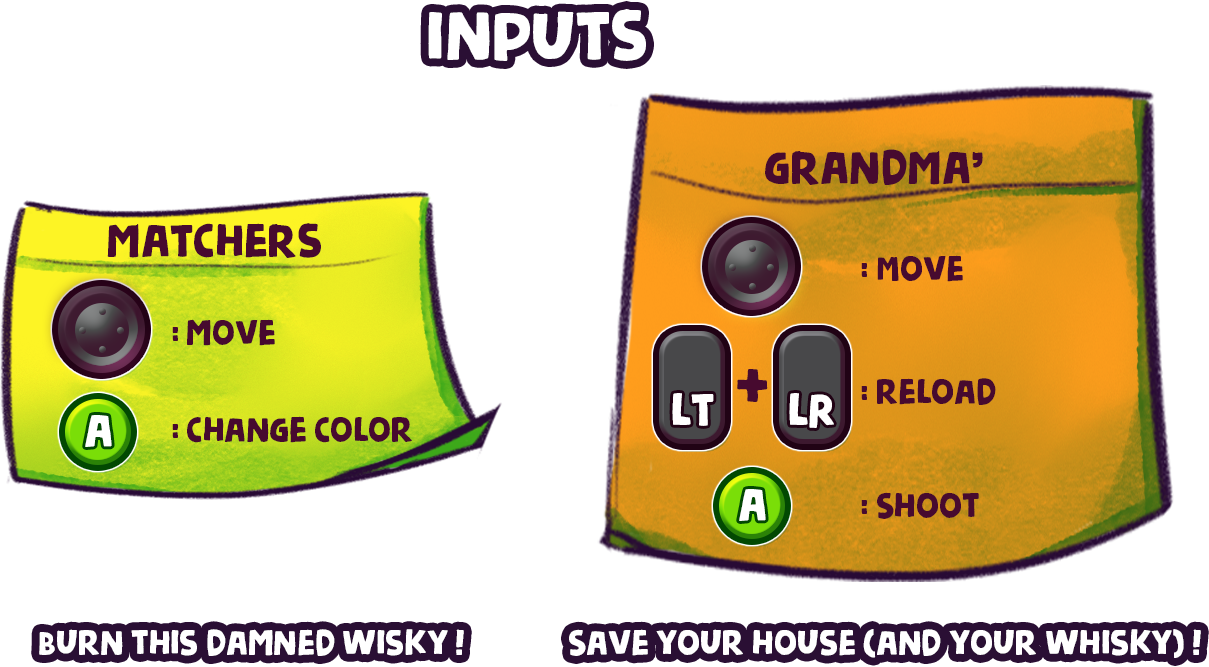 INPUTS
MATCHERS
: MOVE
A : CHANGE COLOR
BURN THIS DAMNED WISKY !
GRANDMA'
: MOVE
LT + LR : RELOAD
A : SHOOT
SAVE YOUR HOUSE (AND YOUR WHISKY) !